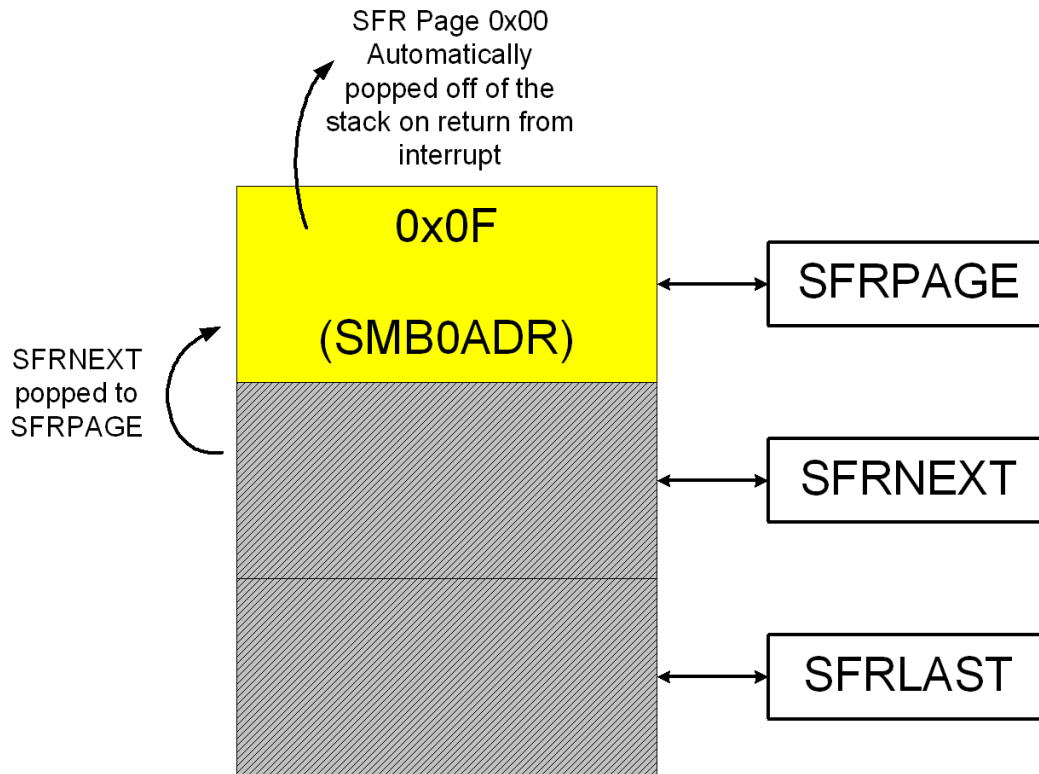 SFR Page 0x00
Automatically
popped off of the
stack on return from
interrupt
0x0F
(SMB0ADR)
SFRPAGE
SFRNEXT
popped to
SFRPAGE
SFRNEXT
SFRLAST